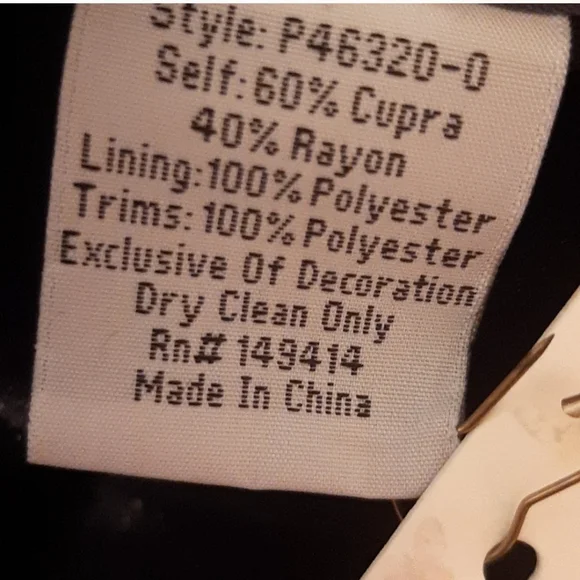 Style: P46320-0
Self: 60% Cupra
40% Rayon
Lining: 100% Polyester
Trims: 100% Polyester
Exclusive Of Decoration
Dry Clean Only
Rn# 149414
Made In China